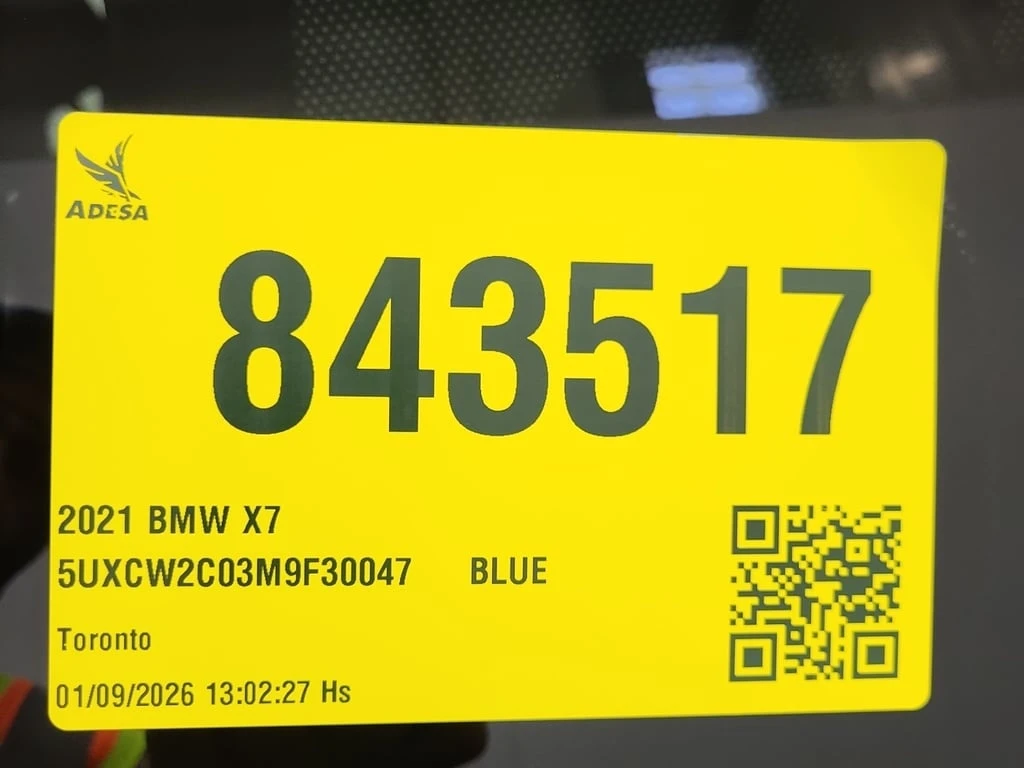 ADESA
843517
2021 BMW X7
5UXCW2C03M9F30047 BLUE
Toronto
01/09/2026 13:02:27 Hs